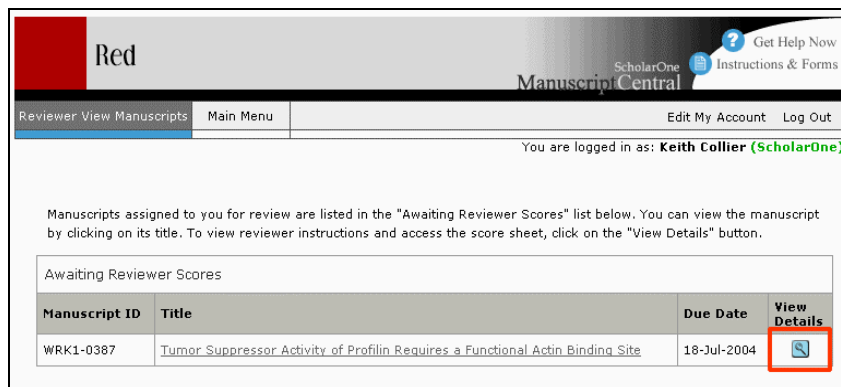 Red
Get Help Now
ScholarOne
Manuscript Central
Instructions & Forms
Reviewer View Manuscripts Main Menu Edit My Account Log Out
You are logged in as: Keith Collier (ScholarOne)
Manuscripts assigned to you for review are listed in the "Awaiting Reviewer Scores" list below. You can view the manuscript
by clicking on its title. To view reviewer instructions and access the score sheet, click on the "View Details" button.
Awaiting Reviewer Scores
Manuscript ID Title Due Date View Details
WRK1-0387 Tumor Suppressor Activity of Profilin Requires a Functional Actin Binding Site 18-Jul-2004